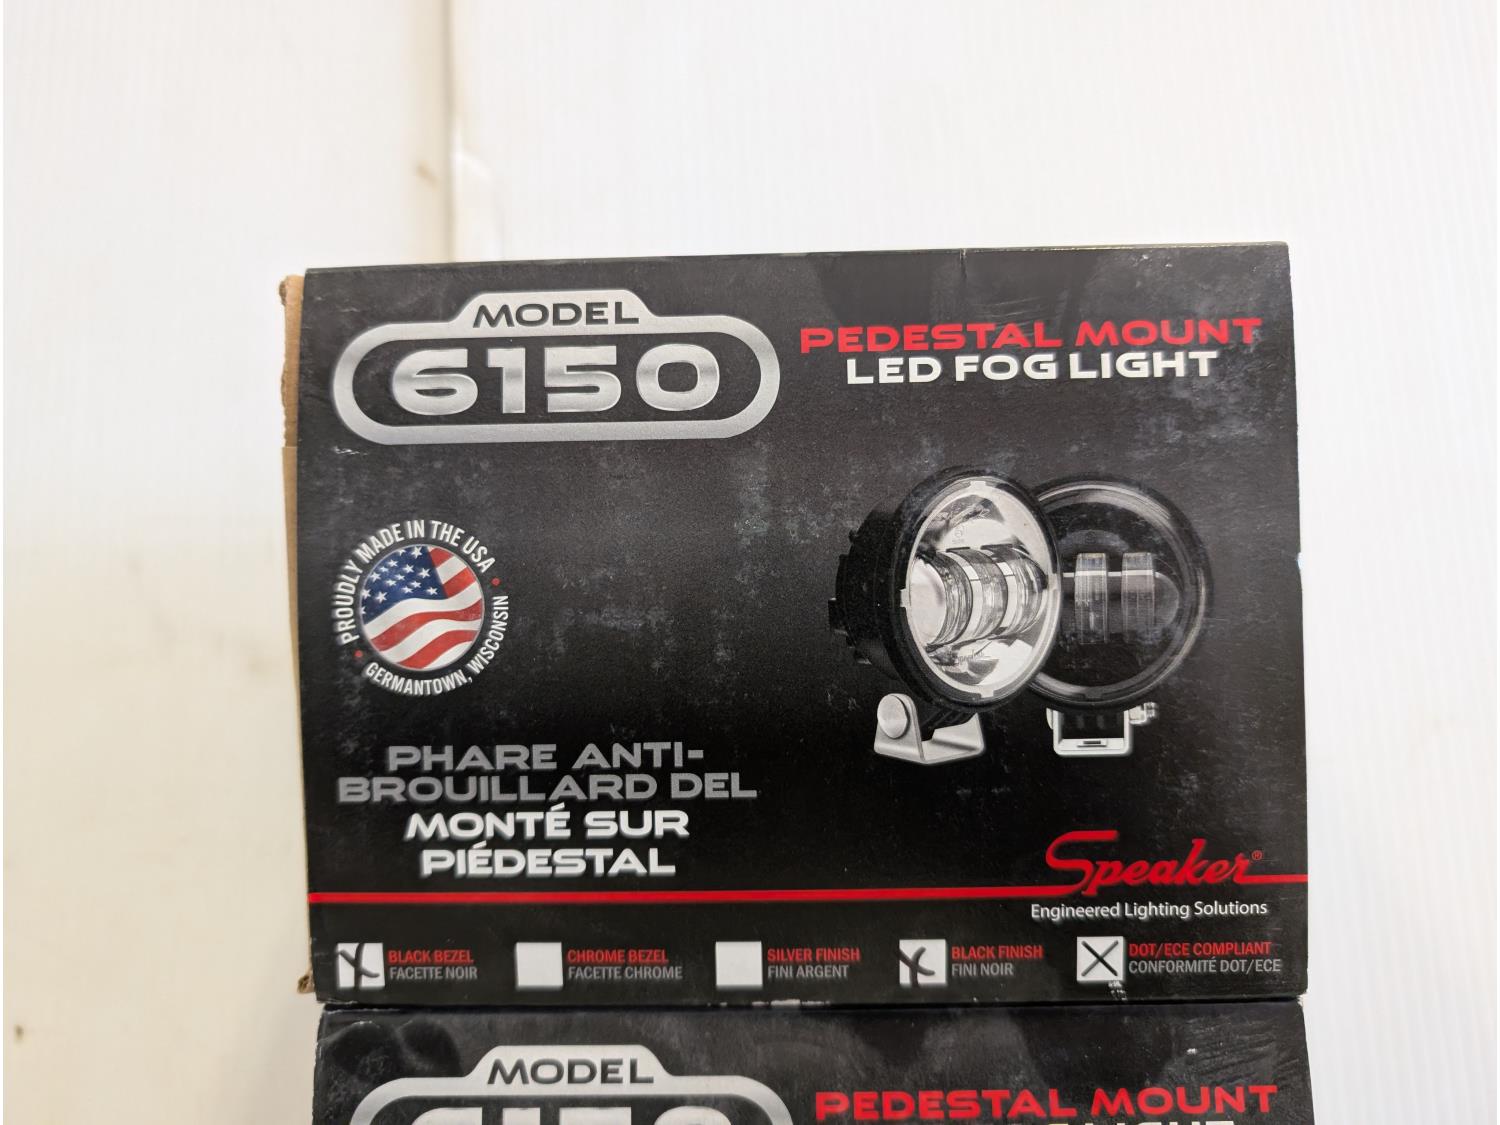 MODEL
6150
PEDESTAL MOUNT
LED FOG LIGHT
PROUDLY MADE IN THE USA
GERMANTOWN, WISCONSIN
PHARE ANTI-
BROUILLARD DEL
MONTÉ SUR
PIÉDESTAL
Speaker®
Engineered Lighting Solutions
BLACK BEZEL
FACETTE NOIR
CHROME BEZEL
FACETTE CHROME
SILVER FINISH
FINI ARGENT
BLACK FINISH
FINI NOIR
DOT/ECE COMPLIANT
CONFORMITÉ DOT/ECE
MODEL
6150
PEDESTAL MOUNT